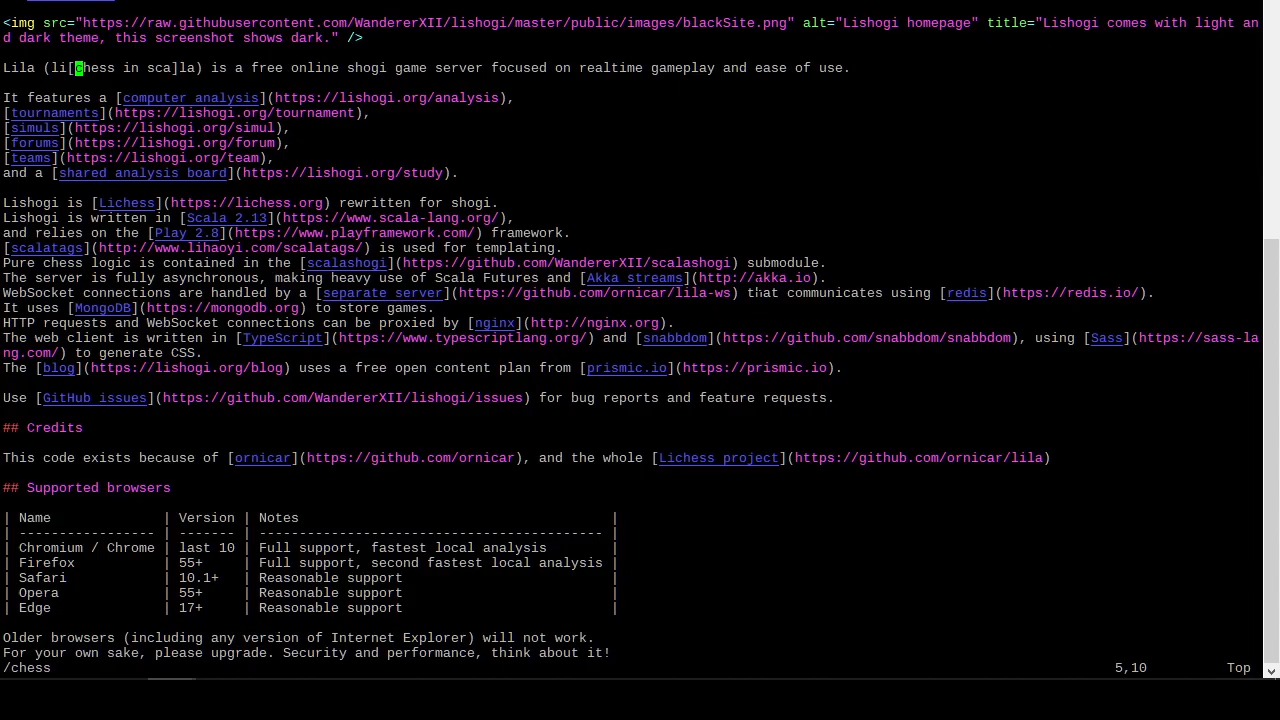 <img src="https://raw.githubusercontent.com/WandererXII/lishogi/master/public/images/blackSite.png" alt="Lishogi homepage" title="Lishogi comes with light an
d dark theme, this screenshot shows dark." />
Lila (li[chess in sca]la) is a free online shogi game server focused on realtime gameplay and ease of use.
It features a [computer analysis](https://lishogi.org/analysis),
[tournaments](https://lishogi.org/tournament),
[simuls](https://lishogi.org/simul),
[forums](https://lishogi.org/forum),
[teams](https://lishogi.org/team),
and a [shared analysis board](https://lishogi.org/study).
Lishogi is [Lichess](https://lichess.org) rewritten for shogi.
Lishogi is written in [Scala 2.13](https://www.scala-lang.org/),
and relies on the [Play 2.8](https://www.playframework.com/) framework.
[scalatags](http://www.lihaoyi.com/scalatags/) is used for templating.
Pure chess logic is contained in the [scalashogi](https://github.com/WandererXII/scalashogi) submodule.
The server is fully asynchronous, making heavy use of Scala Futures and [Akka streams](http://akka.io).
WebSocket connections are handled by a [separate server](https://github.com/ornicar/lila-ws) that communicates using [redis](https://redis.io/).
It uses [MongoDB](https://mongodb.org) to store games.
HTTP requests and WebSocket connections can be proxied by [nginx](http://nginx.org).
The web client is written in [TypeScript](https://www.typescriptlang.org/) and [snabbdom](https://github.com/snabbdom/snabbdom), using [Sass](https://sass-la
ng.com/) to generate CSS.
The [blog](https://lishogi.org/blog) uses a free open content plan from [prismic.io](https://prismic.io).
Use [GitHub issues](https://github.com/WandererXII/lishogi/issues) for bug reports and feature requests.
## Credits
This code exists because of [ornicar](https://github.com/ornicar), and the whole [Lichess project](https://github.com/ornicar/lila)
## Supported browsers
| Name              | Version | Notes                                       |
| ----------------- | ------- | ------------------------------------------- |
| Chromium / Chrome | last 10 | Full support, fastest local analysis        |
| Firefox           | 55+     | Full support, second fastest local analysis |
| Safari            | 10.1+   | Reasonable support                          |
| Opera             | 55+     | Reasonable support                          |
| Edge              | 17+     | Reasonable support                          |
Older browsers (including any version of Internet Explorer) will not work.
For your own sake, please upgrade. Security and performance, think about it!
/chess 5,10 Top